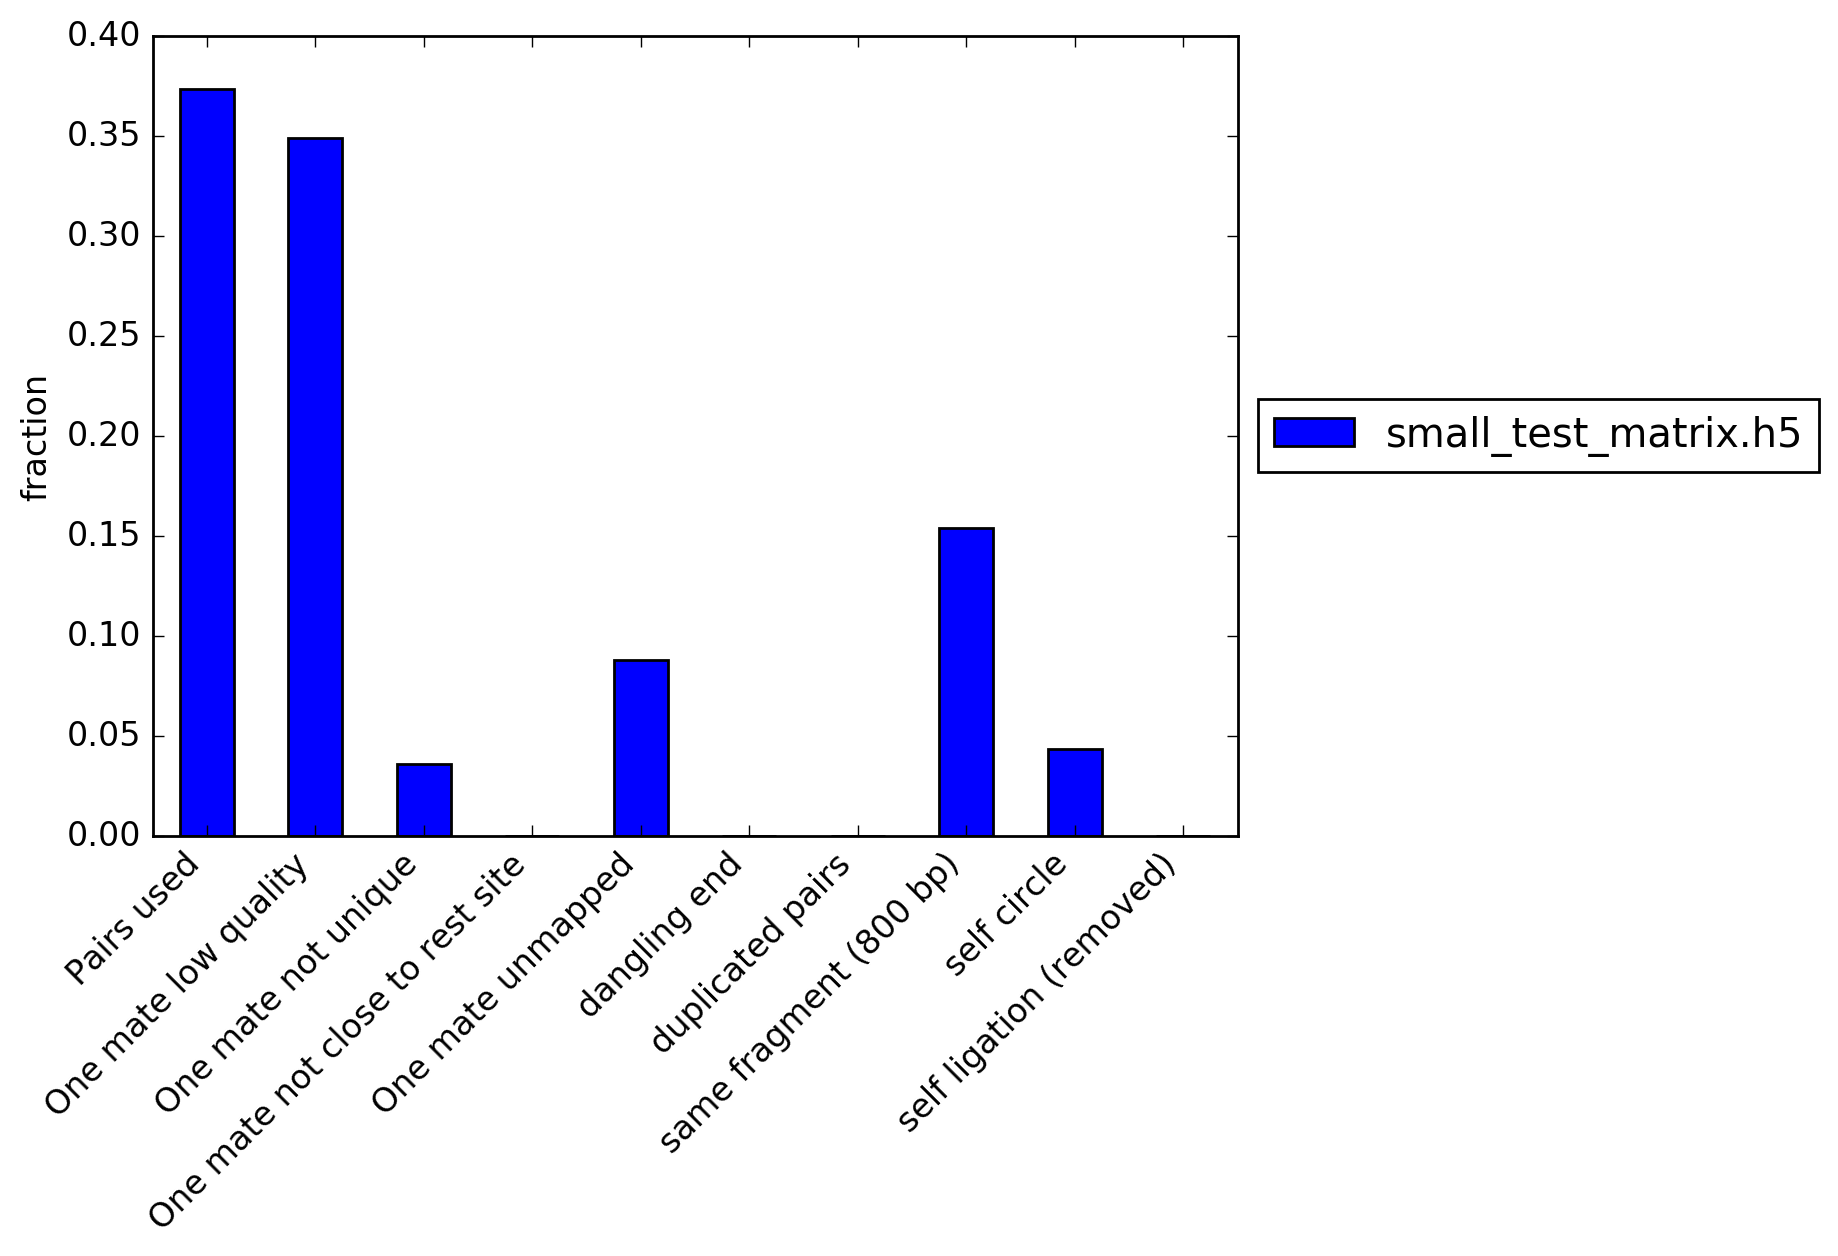 0.40
0.35
0.30
0.25
0.20
0.15
0.10
0.05
0.00
fraction
Pairs used
One mate low quality
One mate not unique
One mate not close to rest site
One mate unmapped
dangling end
duplicated pairs
same fragment (800 bp)
self circle
self ligation (removed)
small_test_matrix.h5